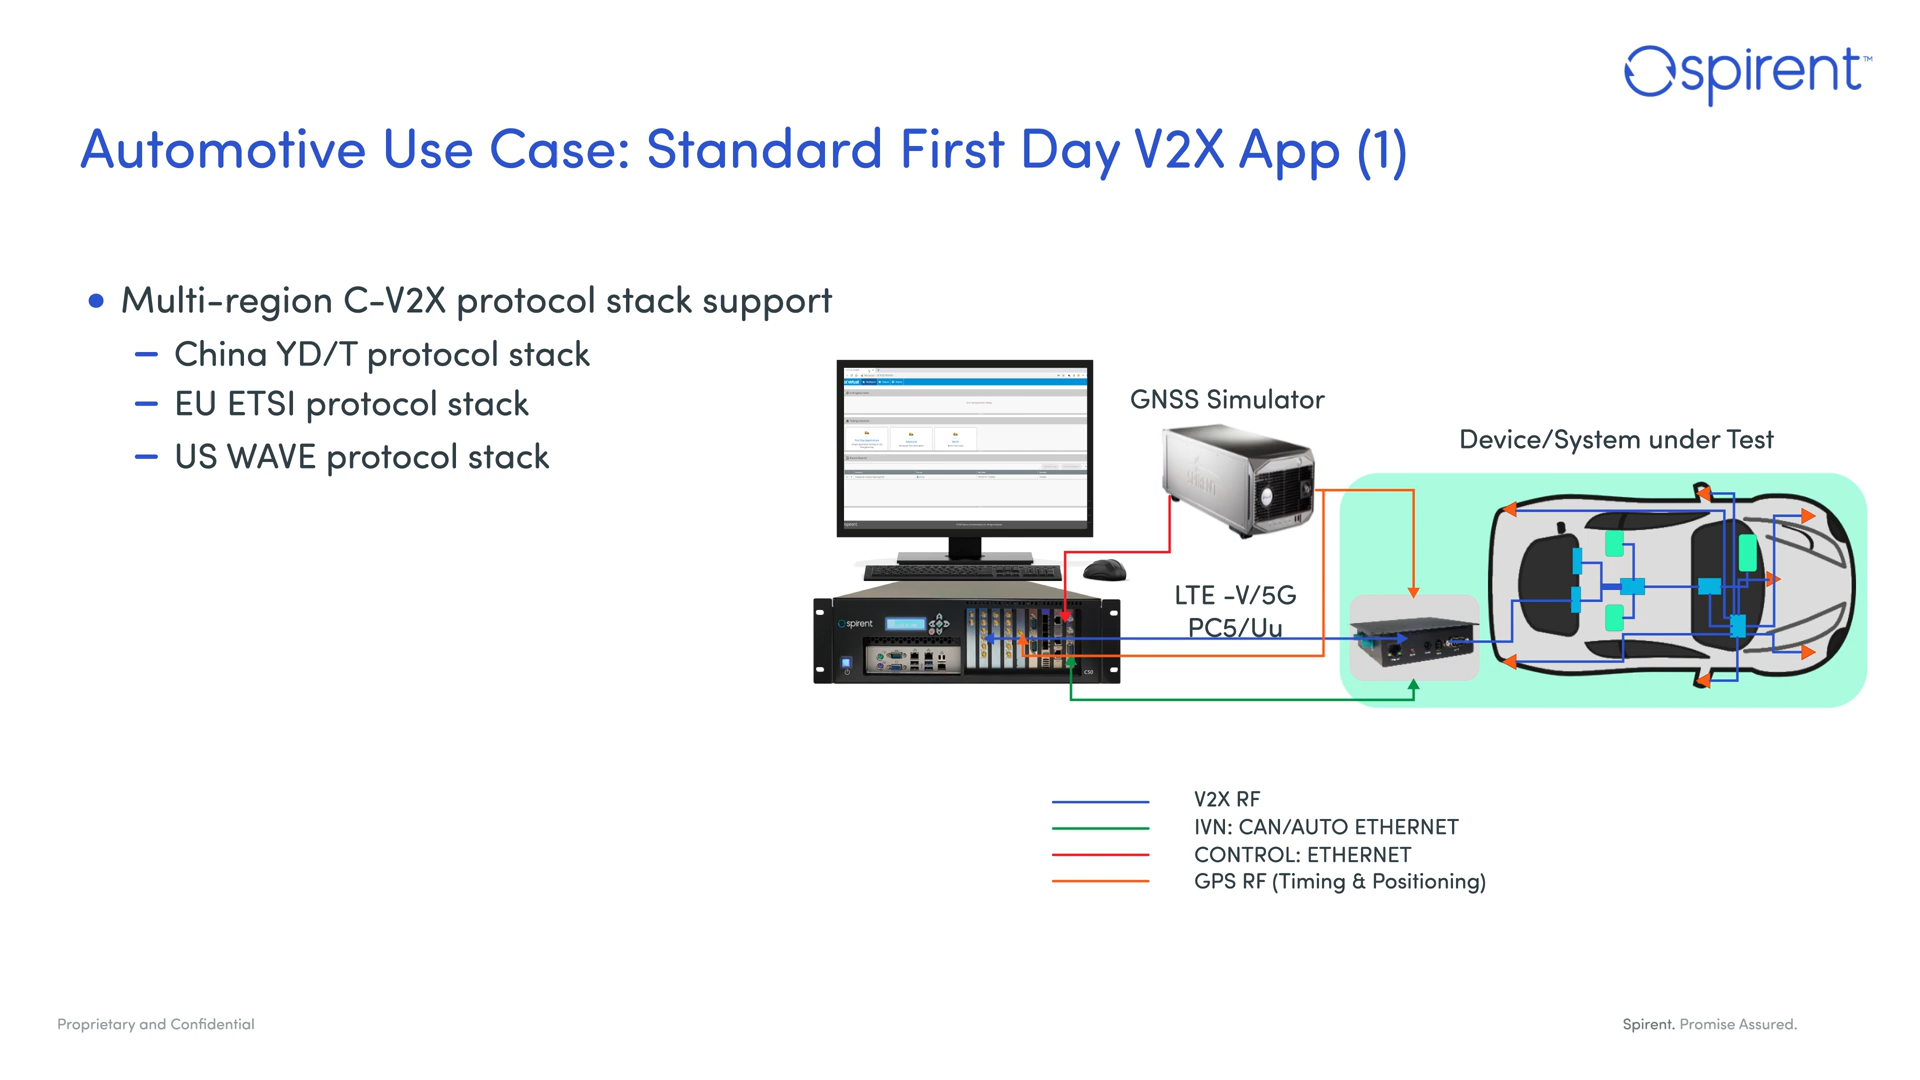 spirent™
Automotive Use Case: Standard First Day V2X App (1)
• Multi-region C-V2X protocol stack support
– China YD/T protocol stack
– EU ETSI protocol stack
– US WAVE protocol stack
GNSS Simulator
Device/System under Test
LTE -V/5G
PC5/Uu
spirent
C50
V2X RF
IVN: CAN/AUTO ETHERNET
CONTROL: ETHERNET
GPS RF (Timing & Positioning)
Proprietary and Confidential
Spirent. Promise Assured.